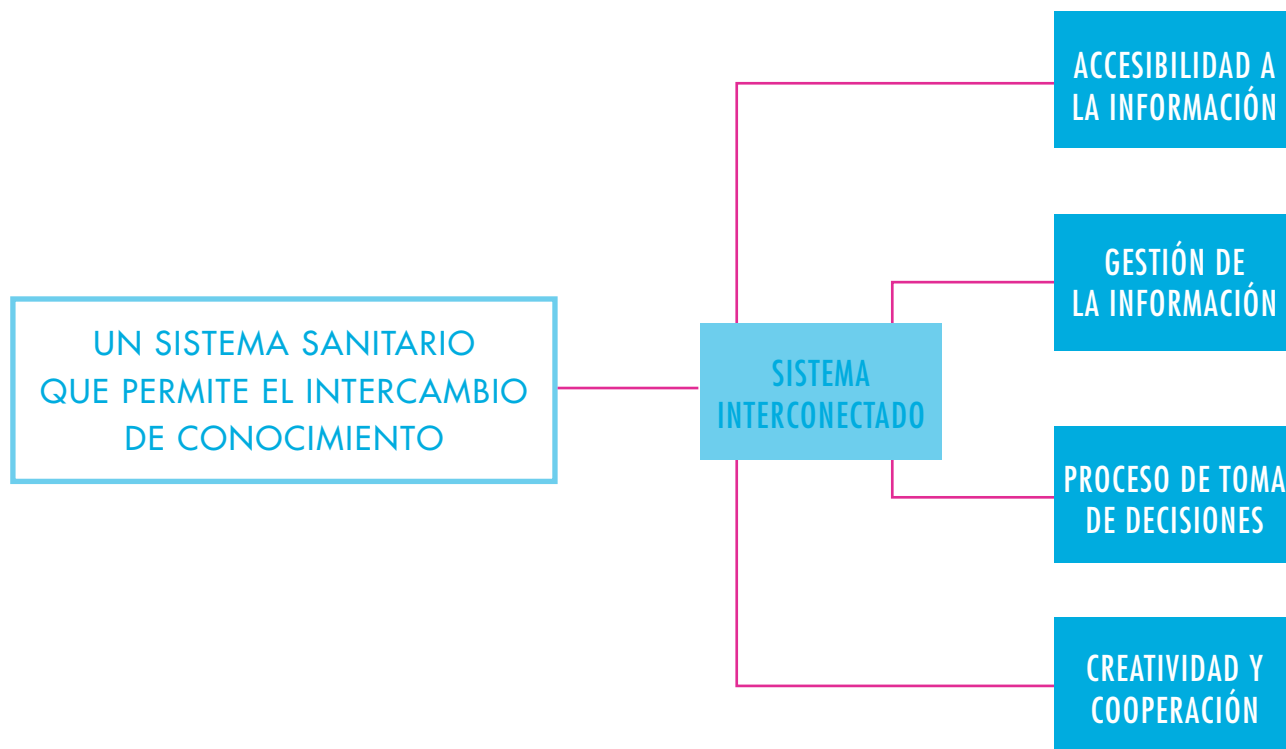 UN SISTEMA SANITARIO
QUE PERMITE EL INTERCAMBIO
DE CONOCIMIENTO
SISTEMA
INTERCONECTADO
ACCESIBILIDAD A
LA INFORMACIÓN
GESTIÓN DE
LA INFORMACIÓN
PROCESO DE TOMA
DE DECISIONES
CREATIVIDAD Y
COOPERACIÓN